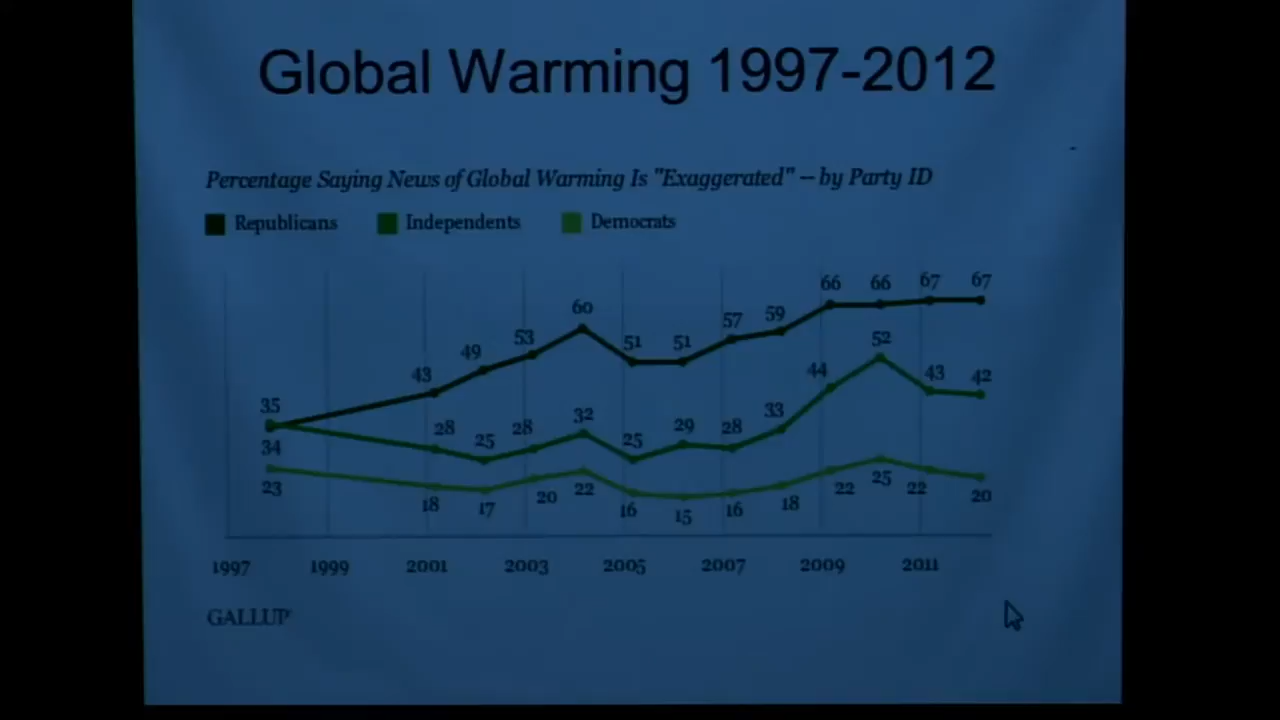 Global Warming 1997-2012
Percentage Saying News of Global Warming Is "Exaggerated" – by Party ID
Republicans Independents Democrats
43 49 53 60 51 51 57 59 66 66 67 67
35 28 25 28 32 25 29 28 33 44 52 43 42
34
23 18 17 20 22 16 15 16 18 22 25 22 20
1997 1999 2001 2003 2005 2007 2009 2011
GALLUP